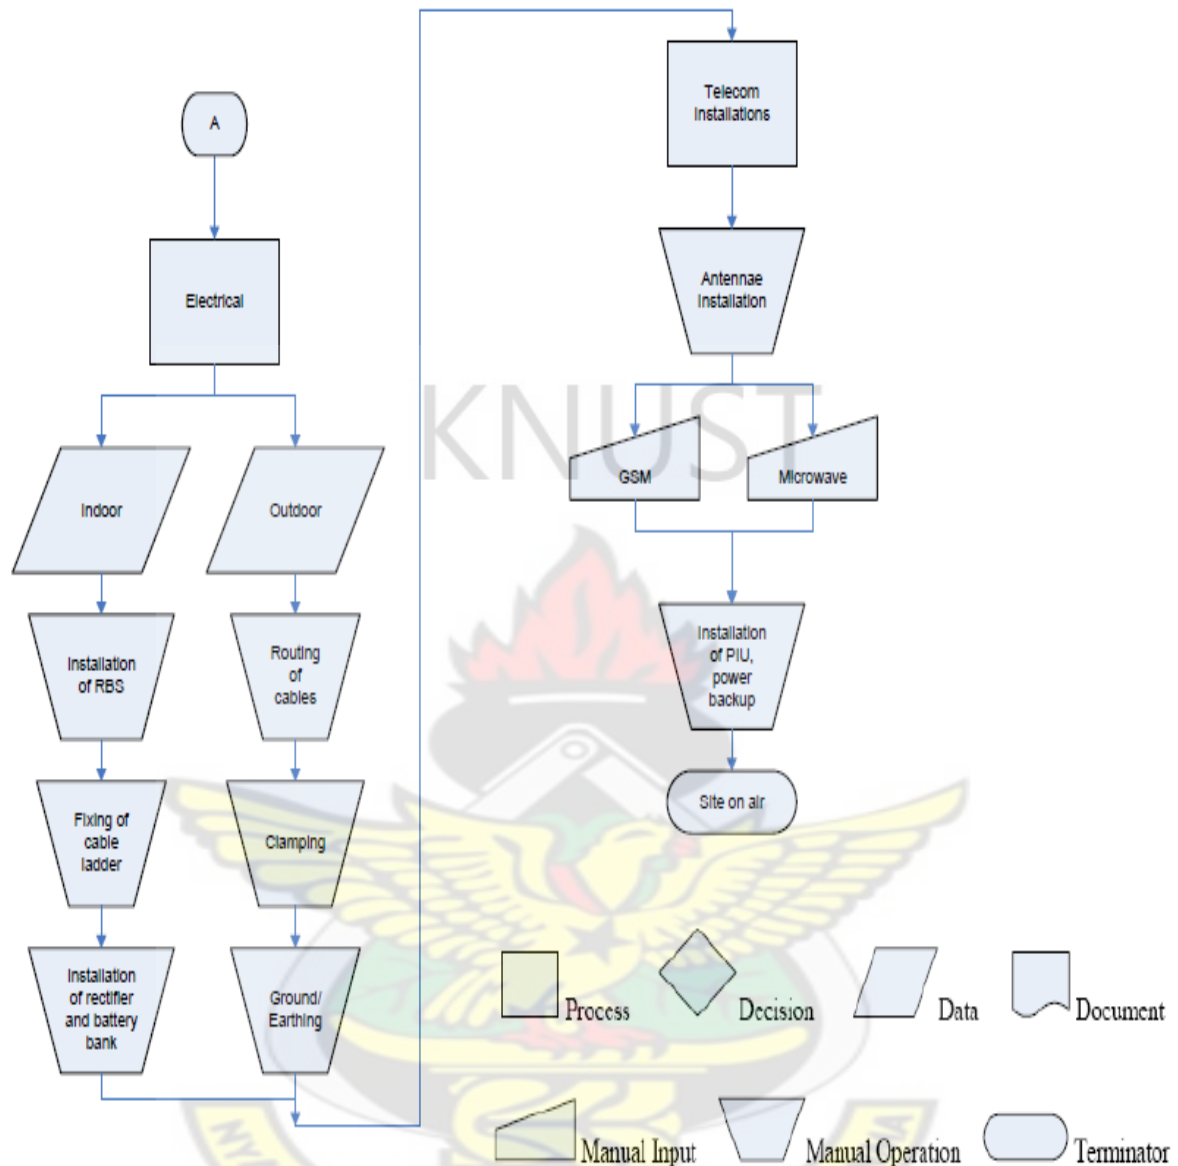 A
Electrical
Indoor
Outdoor
Installation
of RBS
Routing
of
cables
Fixing of
cable
ladder
Clamping
Installation
of rectifier
and battery
bank
Ground/
Earthing
Telecom
Installations
Antennae
Installation
GSM
Microwave
Installation
of PIU,
power
backup
Site on air
KNUST
Process
Decision
Data
Document
Manual Input
Manual Operation
Terminator